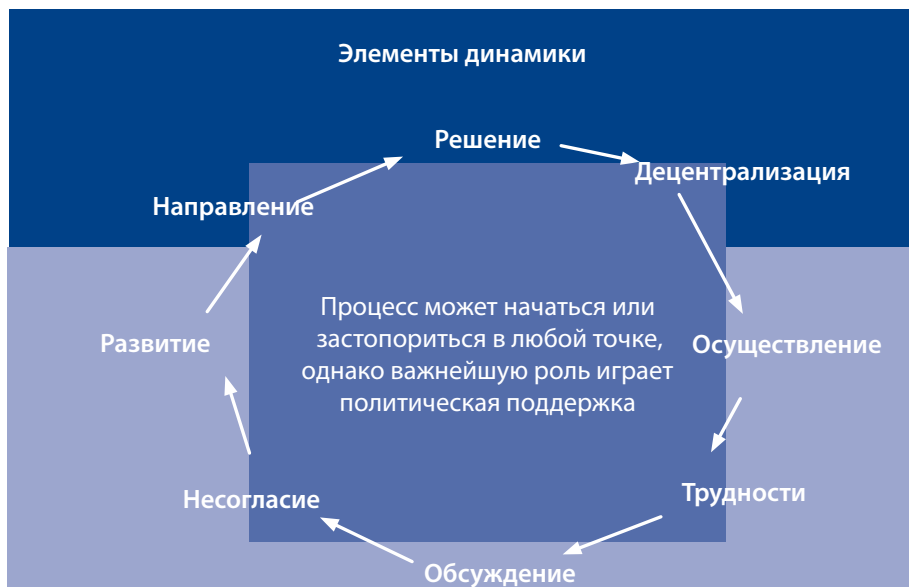 Элементы динамики
Решение
Децентрализация
Направление
Процесс может начаться или
застопориться в любой точке,
однако важнейшую роль играет
политическая поддержка
Развитие
Осуществление
Несогласие
Трудности
Обсуждение